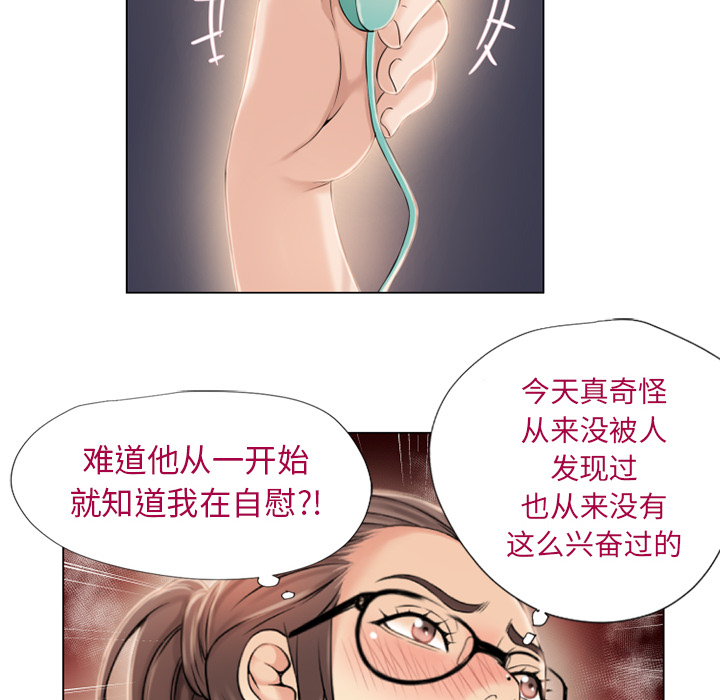 今天真奇怪
从来没被人
发现过
也从来没有
这么兴奋过的
难道他从一开始
就知道我在自慰?!